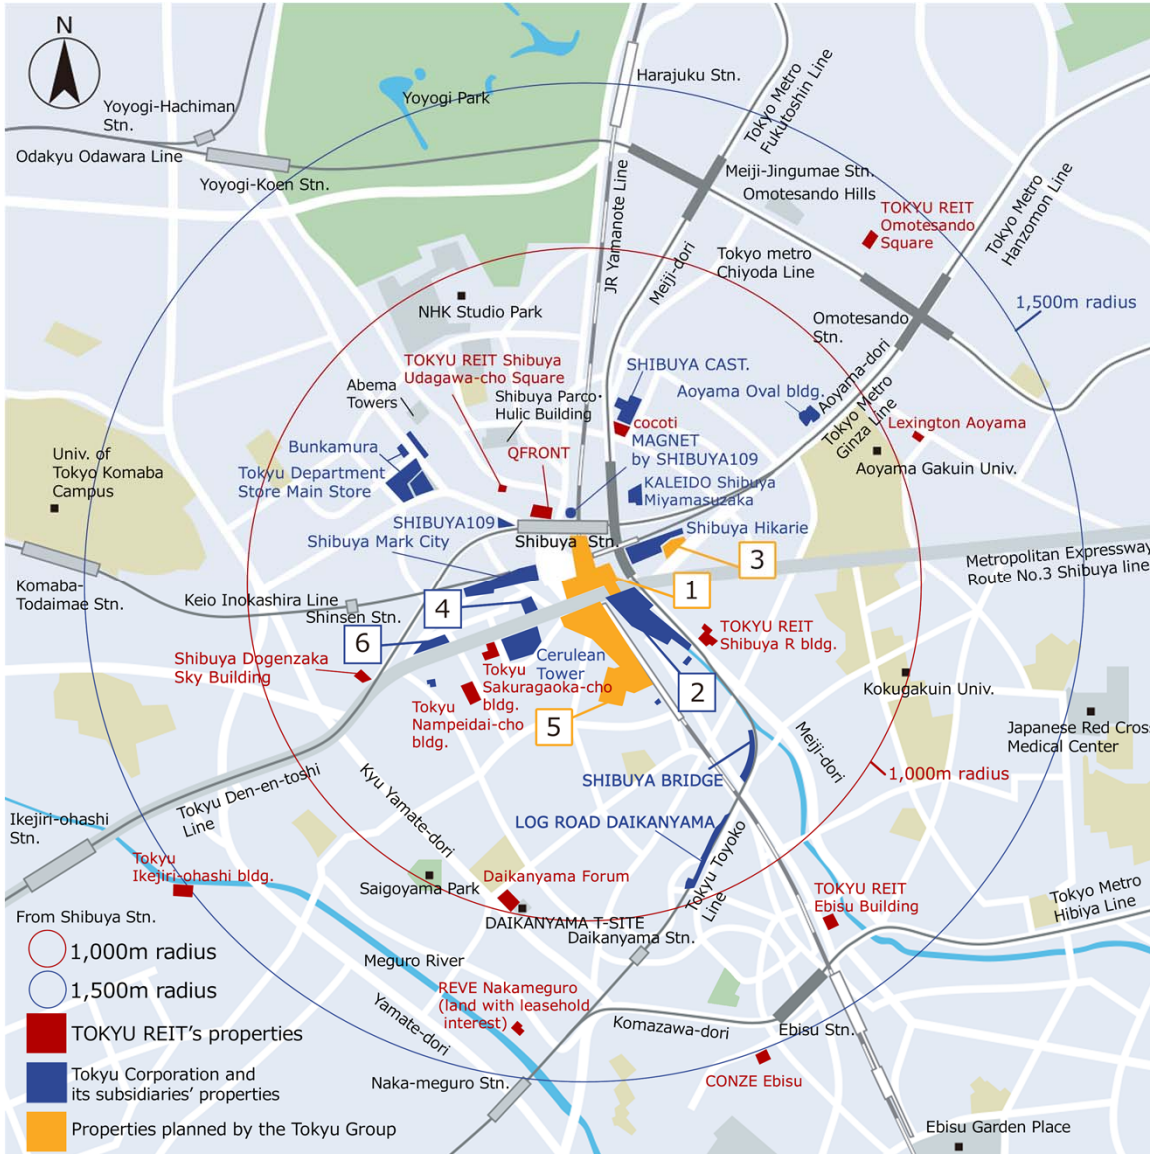 N
Yoyogi-Hachiman
Stn.
Odakyu Odawara Line
Yoyogi-Koen Stn.
Yoyogi Park
Harajuku Stn.
Tokyo Metro
Fukutoshin Line
Meiji-Jingumae Stn.
Omotesando Hills
TOKYU REIT
Omotesando
Square
Tokyo Metro
Hanzomon Line
JR Yamanote Line
Meiji-dori
Tokyo metro
Chiyoda Line
1,500m radius
Omotesando
Stn.
NHK Studio Park
TOKYU REIT Shibuya
Udagawa-cho Square
Abema
Towers
Shibuya Parco·
Hulic Building
SHIBUYA CAST.
Aoyama Oval bldg.
Aoyama-dori
Tokyo Metro
Ginza Line
Lexington Aoyama
cocoti
MAGNET
by SHIBUYA109
Bunkamura
Tokyu Department
Store Main Store
QFRONT
Aoyama Gakuin Univ.
Univ. of
Tokyo Komaba
Campus
KALEIDO Shibuya
Miyamasuzaka
SHIBUYA109
Shibuya Mark City
Shibuya Stn.
Shibuya Hikarie
3
Metropolitan Expressway
Route No.3 Shibuya line
Komaba-
Todaimae Stn.
Keio Inokashira Line
Shinsen Stn.
4
1
6
TOKYU REIT
Shibuya R bldg.
Shibuya Dogenzaka
Sky Building
Cerulean
Tower
Tokyu
Sakuragaoka-cho
bldg.
Tokyu
Nampeidai-cho
bldg.
2
5
Kokugakuin Univ.
Japanese Red Cross
Medical Center
Meiji-dori
1,000m radius
SHIBUYA BRIDGE
Tokyu Den-en-toshi
Line
Kyu Yamate-dori
LOG ROAD DAIKANYAMA
Tokyu Toyoko
Line
Ikejiri-ohashi
Stn.
Tokyu
Ikejiri-ohashi bldg.
Saigoyama Park
Daikanyama Forum
DAIKANYAMA T-SITE
Daikanyama Stn.
TOKYU REIT
Ebisu Building
Tokyo Metro
Hibiya Line
From Shibuya Stn.
1,000m radius
1,500m radius
TOKYU REIT's properties
Tokyu Corporation and
its subsidiaries' properties
Properties planned by the Tokyu Group
Meguro River
Yamate-dori
REVE Nakameguro
(land with leasehold
interest)
Komazawa-dori
Ebisu Stn.
Naka-meguro Stn.
CONZE Ebisu
Ebisu Garden Place